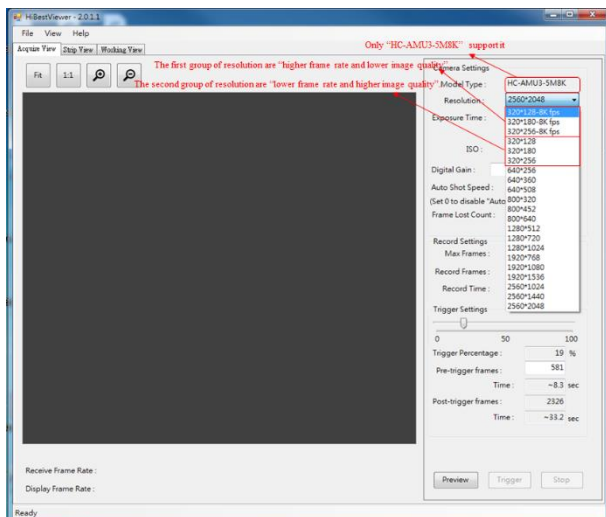 HiBestViewer - 2.0.1.1
File View Help
Acquire View Strip View Working View
Only “HC-AMU3-5M8K” support it
The first group of resolution are “higher frame rate and lower image quality”
The second group of resolution are “lower frame rate and higher image quality”
Fit 1:1
Camera Settings
Model Type : HC-AMU3-5M8K
Resolution : 2560*2048
320*128-8K fps
Exposure Time : 320*180-8K fps
320*256-8K fps
320*128
ISO : 320*180
320*256
Digital Gain : 640*256
640*360
Auto Shot Speed : 640*508
(Set 0 to disable "Auto 800*320
800*452
Frame Lost Count : 800*640
1280*512
Record Settings 1280*720
1280*1024
Max Frames : 1920*768
1920*1080
Record Frames : 1920*1536
Record Time : 2560*1024
2560*1440
Trigger Settings 2560*2048
0 50 100
Trigger Percentage : 19 %
Pre-trigger frames : 581
Time : ~8.3 sec
Post-trigger frames : 2326
Time : ~33.2 sec
Receive Frame Rate :
Display Frame Rate :
Preview Trigger Stop
Ready